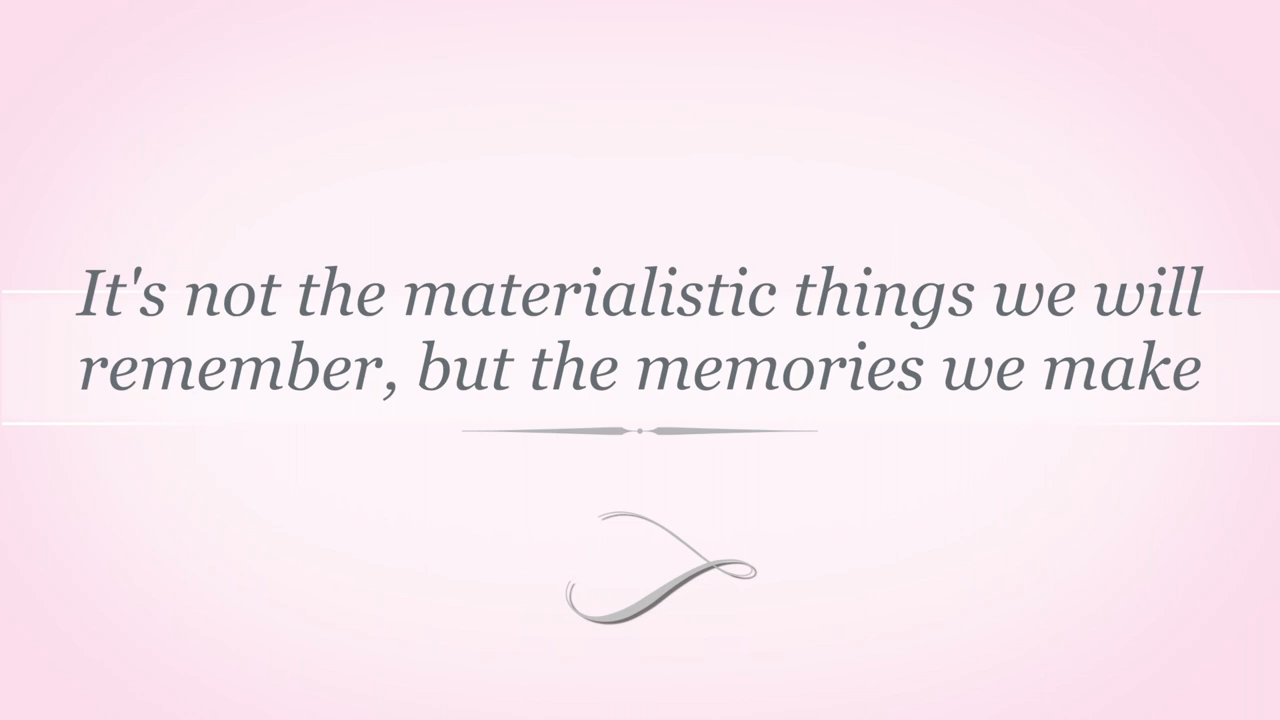 It's not the materialistic things we will
remember, but the memories we make